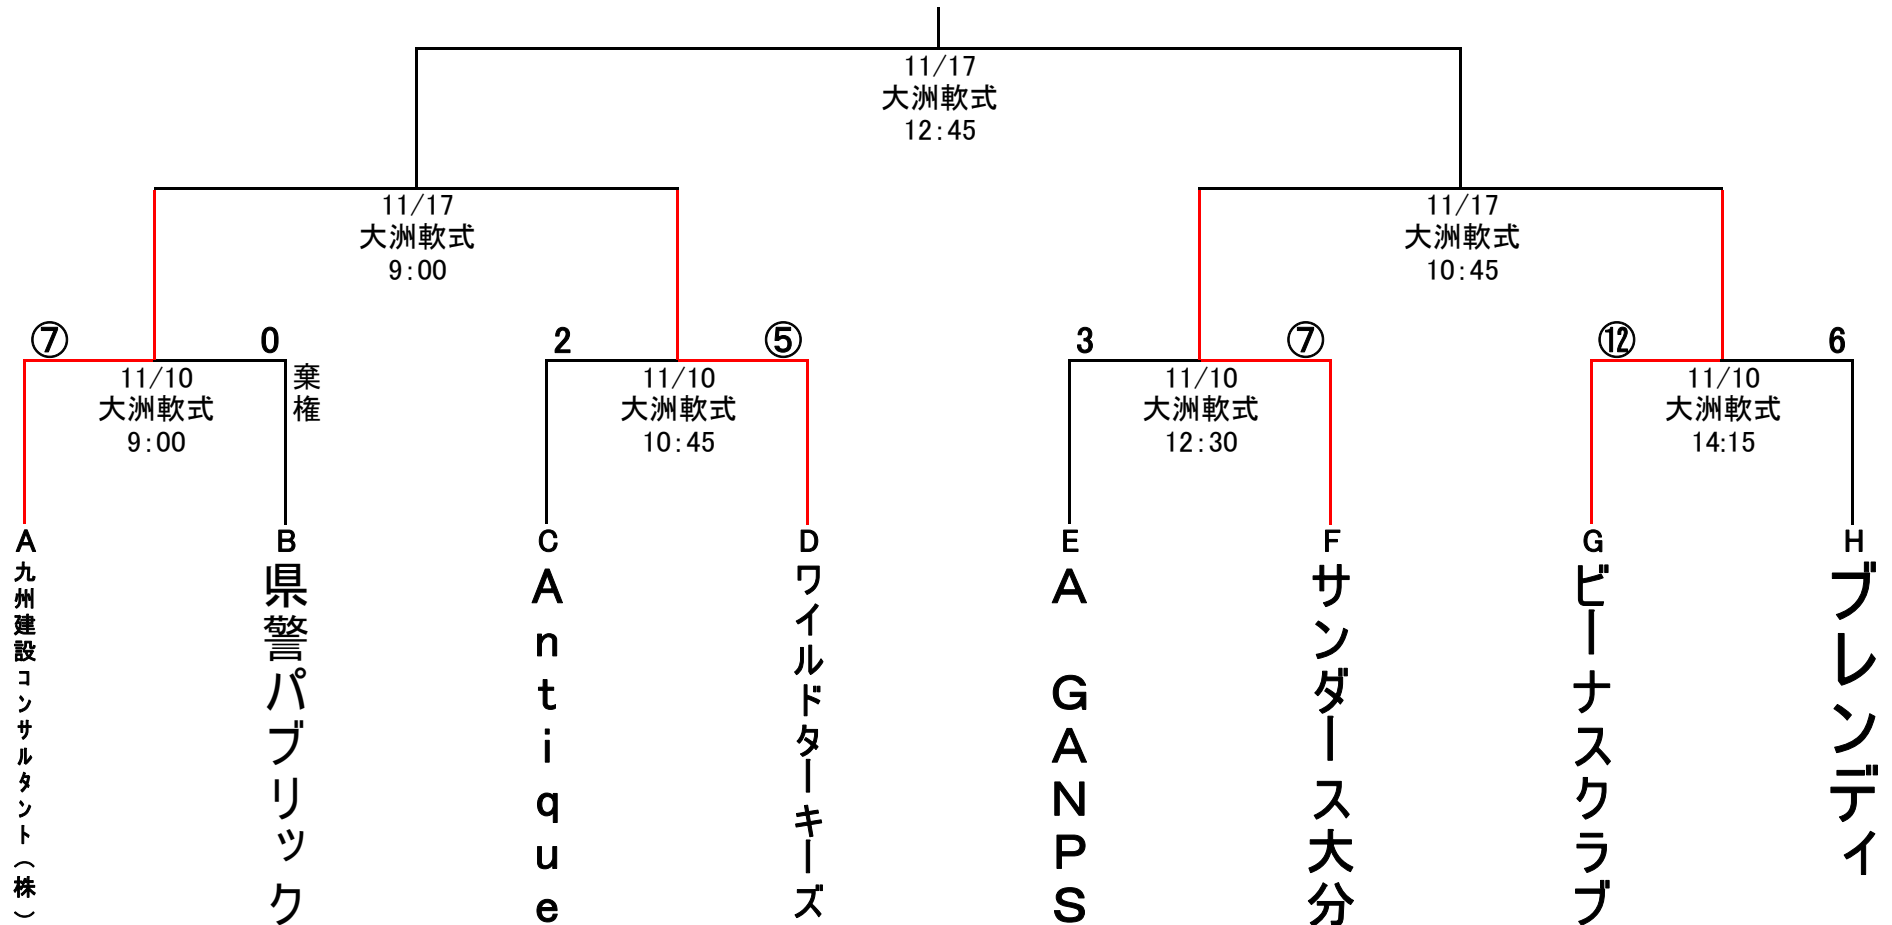 11/17
大洲軟式
12:45
11/17
大洲軟式
9:00
11/17
大洲軟式
10:45
⑦
0
2
⑤
3
⑦
⑫
6
11/10
大洲軟式
9:00
棄権
11/10
大洲軟式
10:45
11/10
大洲軟式
12:30
11/10
大洲軟式
14:15
A
九州建設コンサルタント（株）
B
県警パブリック
C
Antique
D
ワイルドターキーズ
E
A GANPS
F
サンダース大分
G
ビーナスクラブ
H
ブレンディ